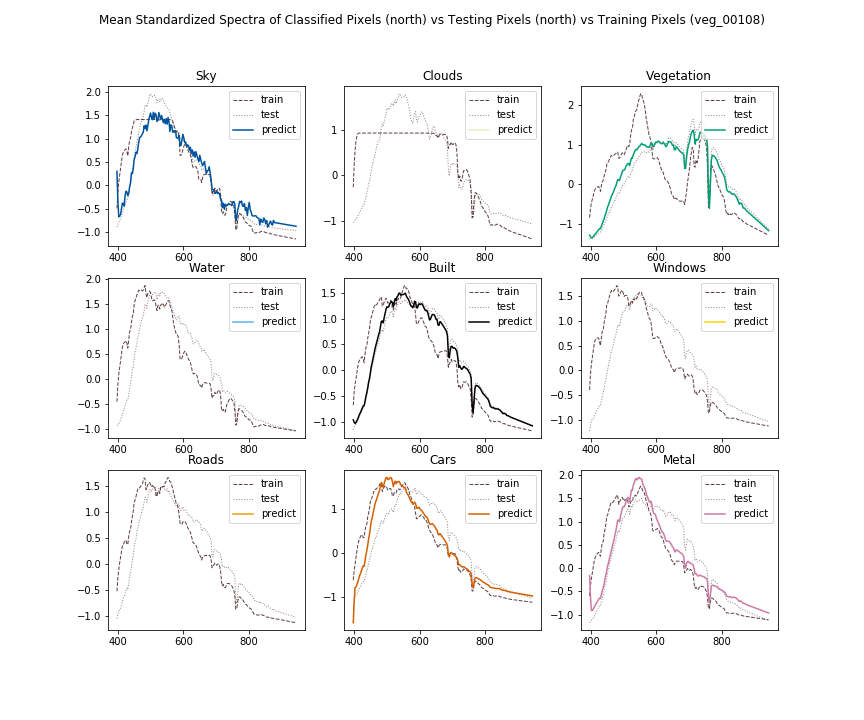 Mean Standardized Spectra of Classified Pixels (north) vs Testing Pixels (north) vs Training Pixels (veg_00108)
Sky
Clouds
Vegetation
train
test
predict
train
test
predict
train
test
predict
2.0
1.5
1.0
0.5
0.0
−0.5
−1.0
1
0
−1
2
1
0
−1
400 600 800
400 600 800
400 600 800
Water
Built
Windows
train
test
predict
train
test
predict
train
test
predict
2.0
1.5
1.0
0.5
0.0
−0.5
−1.0
1.5
1.0
0.5
0.0
−0.5
−1.0
1.5
1.0
0.5
0.0
−0.5
−1.0
400 600 800
400 600 800
400 600 800
Roads
Cars
Metal
train
test
predict
train
test
predict
train
test
predict
1.5
1.0
0.5
0.0
−0.5
−1.0
1
0
−1
2.0
1.5
1.0
0.5
0.0
−0.5
−1.0
400 600 800
400 600 800
400 600 800